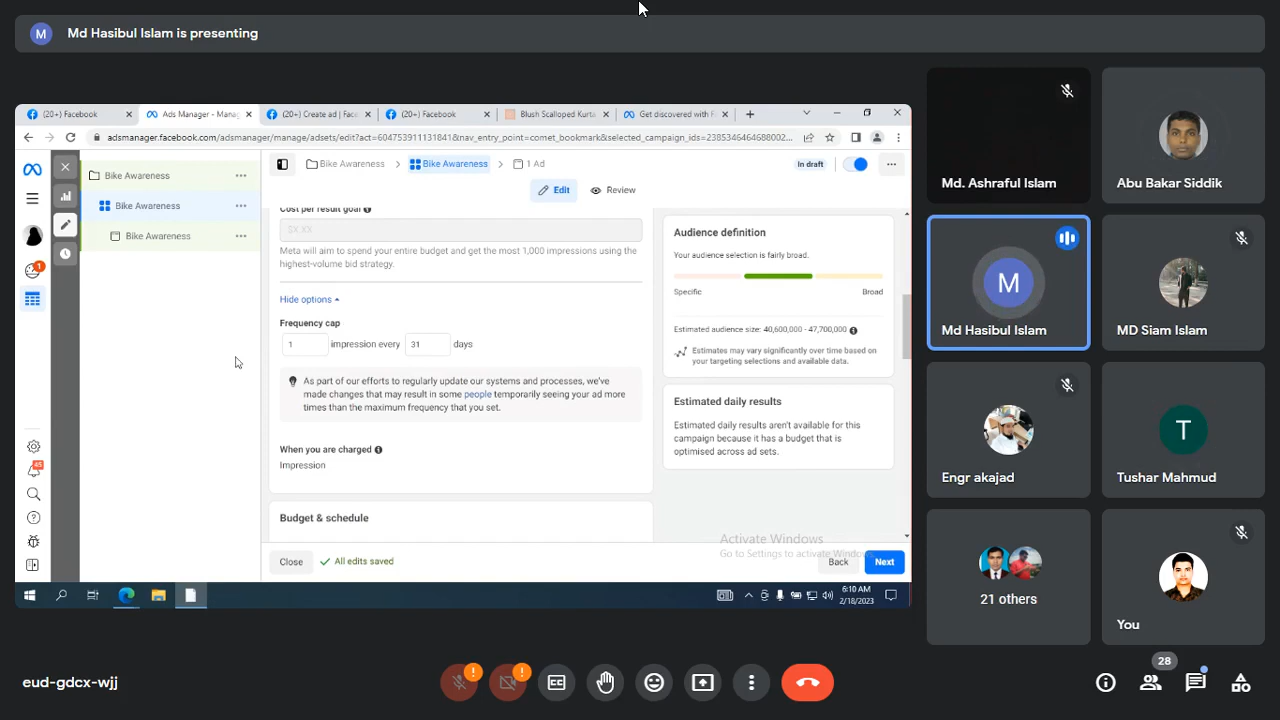 Md Hasibul Islam is presenting
(20+) Facebook
Ads Manager - Manag
(20+) Create ad | Face
(20+) Facebook
Blush Scalloped Kurta
Get discovered with F
adsmanager.facebook.com/adsmanager/manage/adsets/edit?act=604753911131841&nav_entry_point=comet_bookmark&selected_campaign_ids=2385346464688002...
Bike Awareness
Bike Awareness
Bike Awareness
1
45
Bike Awareness
Bike Awareness
1 Ad
In draft
Edit
Review
Cost per result goal
$X.XX
Meta will aim to spend your entire budget and get the most 1,000 impressions using the
highest-volume bid strategy.
Hide options
Frequency cap
1 impression every 31 days
As part of our efforts to regularly update our systems and processes, we've
made changes that may result in some people temporarily seeing your ad more
times than the maximum frequency that you set.
When you are charged
Impression
Budget & schedule
Audience definition
Your audience selection is fairly broad.
Specific
Broad
Estimated audience size: 40,600,000 - 47,700,000
Estimates may vary significantly over time based on
your targeting selections and available data.
Estimated daily results
Estimated daily results aren't available for this
campaign because it has a budget that is
optimised across ad sets.
Activate Windows
Go to Settings to activate Windows.
Close
All edits saved
Back
Next
6:10 AM
2/18/2023
Md. Ashraful Islam
Abu Bakar Siddik
M
Md Hasibul Islam
MD Siam Islam
Engr akajad
T
Tushar Mahmud
21 others
You
eud-gdcx-wjj
28